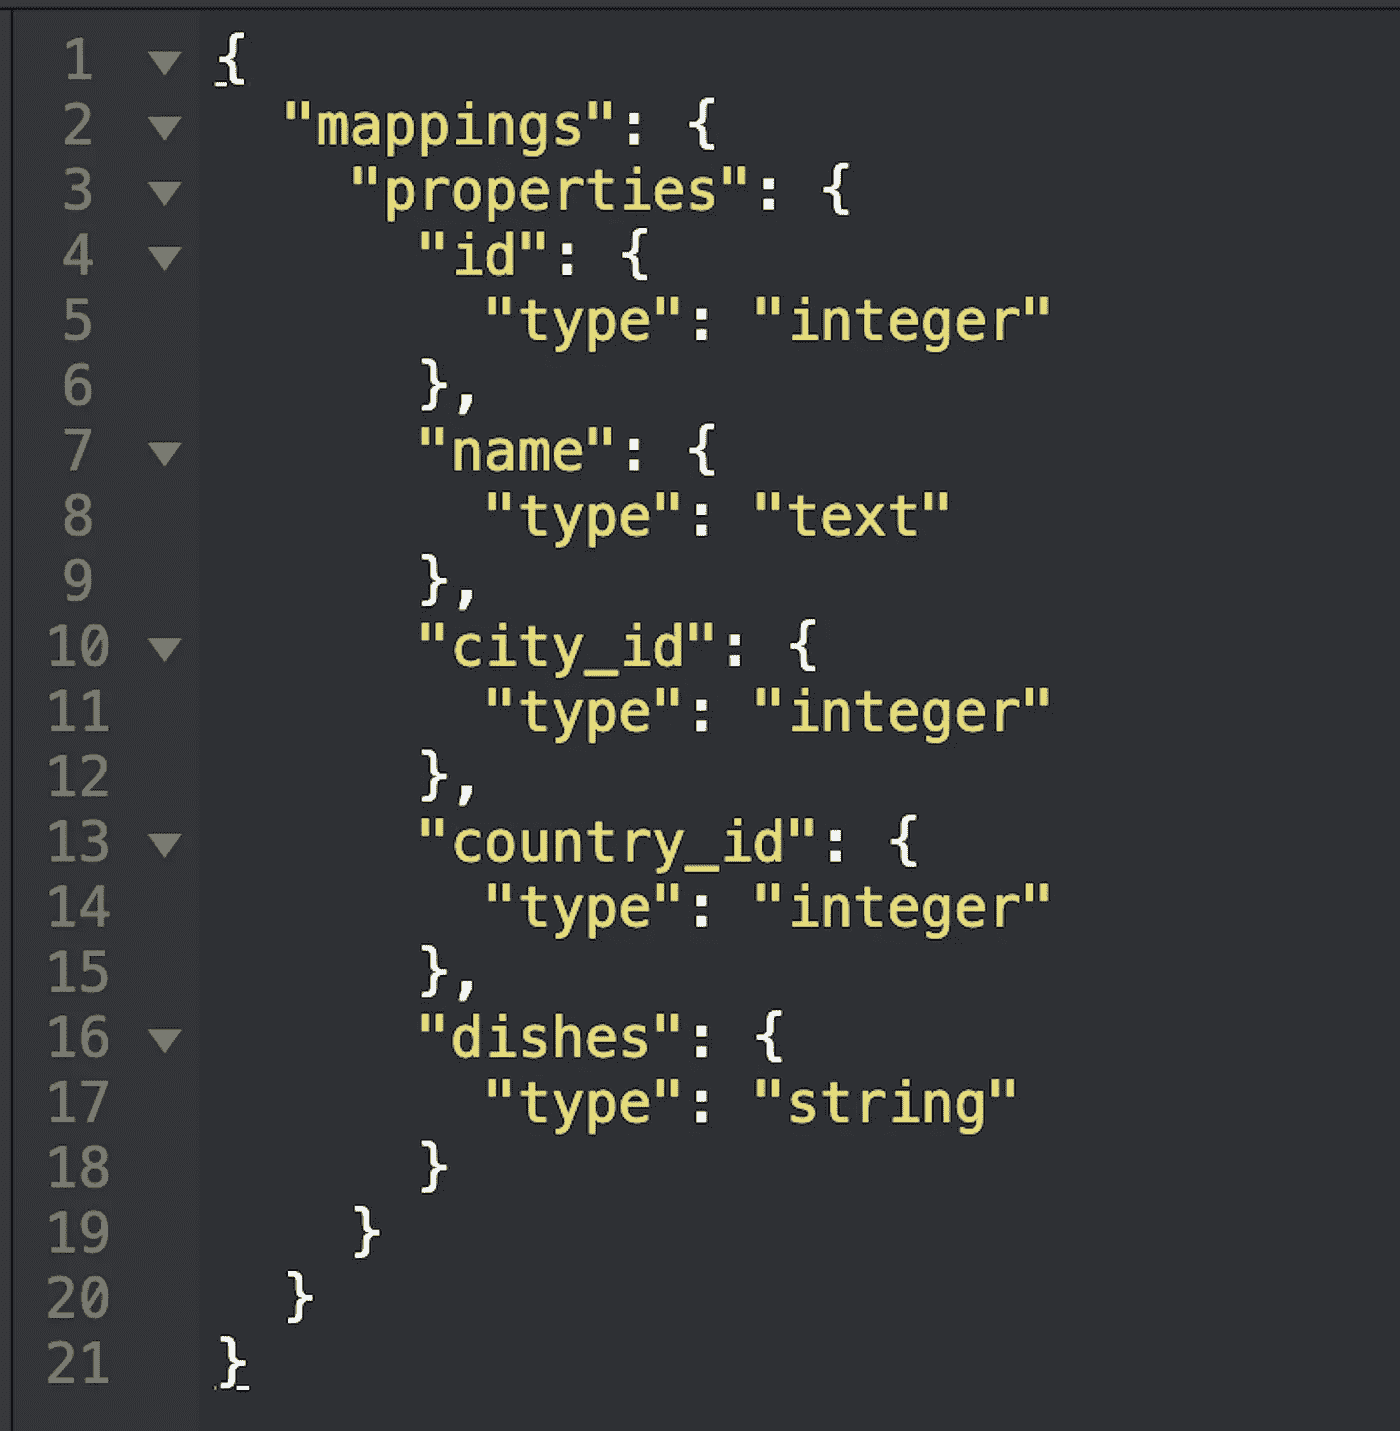 1 {
2 "mappings": {
3 "properties": {
4 "id": {
5 "type": "integer"
6 },
7 "name": {
8 "type": "text"
9 },
10 "city_id": {
11 "type": "integer"
12 },
13 "country_id": {
14 "type": "integer"
15 },
16 "dishes": {
17 "type": "string"
18 }
19 }
20 }
21 }